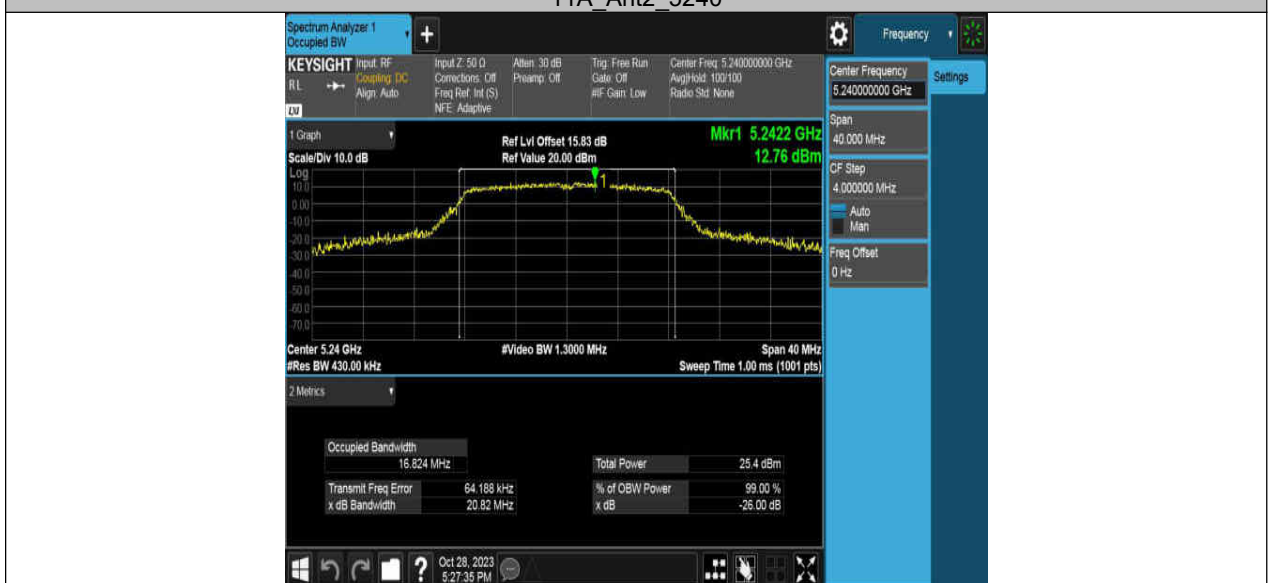 11A_Ant2_5240
Spectrum Analyzer 1
Occupied BW
+
Frequency
KEYSIGHT
RL
LXI
Input: RF
Coupling: DC
Align: Auto
Input Z: 50 Ω
Corrections: Off
Freq Ref: Int (S)
NFE: Adaptive
Atten: 30 dB
Preamp: Off
Trig: Free Run
Gate: Off
#IF Gain: Low
Center Freq: 5.240000000 GHz
Avg|Hold: 100/100
Radio Std: None
Center Frequency
5.240000000 GHz
Settings
Span
40.000 MHz
CF Step
4.000000 MHz
Auto
Man
Freq Offset
0 Hz
1 Graph
Scale/Div 10.0 dB
Ref Lvl Offset 15.83 dB
Ref Value 20.00 dBm
Mkr1 5.2422 GHz
12.76 dBm
Log
10.0
0.00
-10.0
-20.0
-30.0
-40.0
-50.0
-60.0
-70.0
1
Center 5.24 GHz
#Video BW 1.3000 MHz
Span 40 MHz
#Res BW 430.00 kHz
Sweep Time 1.00 ms (1001 pts)
2 Metrics
Occupied Bandwidth
16.824 MHz
Total Power 25.4 dBm
Transmit Freq Error 64.188 kHz
% of OBW Power 99.00 %
x dB Bandwidth 20.82 MHz
x dB -26.00 dB
?
Oct 28, 2023
5:27:35 PM